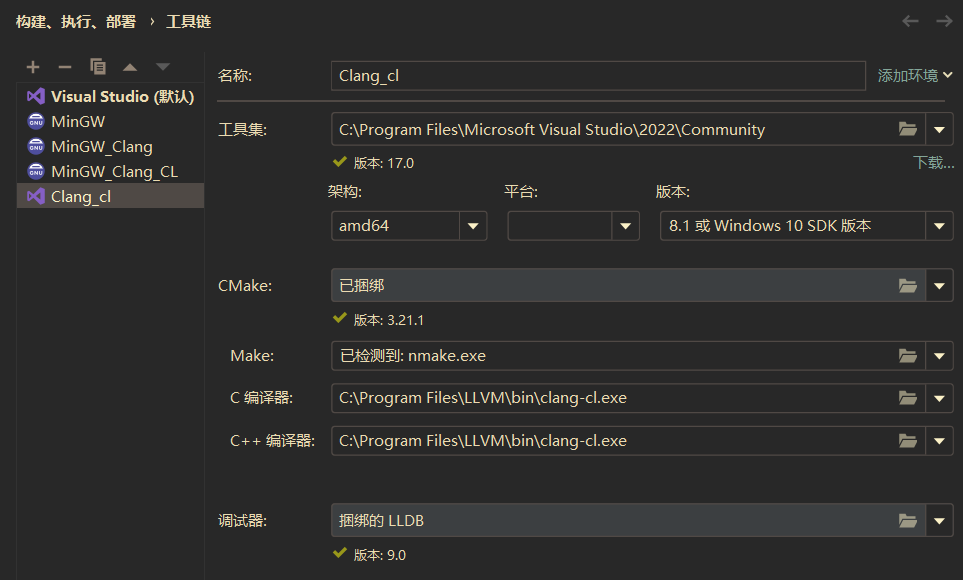 构建、执行、部署 › 工具链
Visual Studio (默认)
MinGW
MinGW_Clang
MinGW_Clang_CL
Clang_cl
名称: Clang_cl 添加环境
工具集: C:\Program Files\Microsoft Visual Studio\2022\Community
版本: 17.0 下载...
架构: 平台: 版本:
amd64 8.1 或 Windows 10 SDK 版本
CMake: 已捆绑
版本: 3.21.1
Make: 已检测到: nmake.exe
C 编译器: C:\Program Files\LLVM\bin\clang-cl.exe
C++ 编译器: C:\Program Files\LLVM\bin\clang-cl.exe
调试器: 捆绑的 LLDB
版本: 9.0